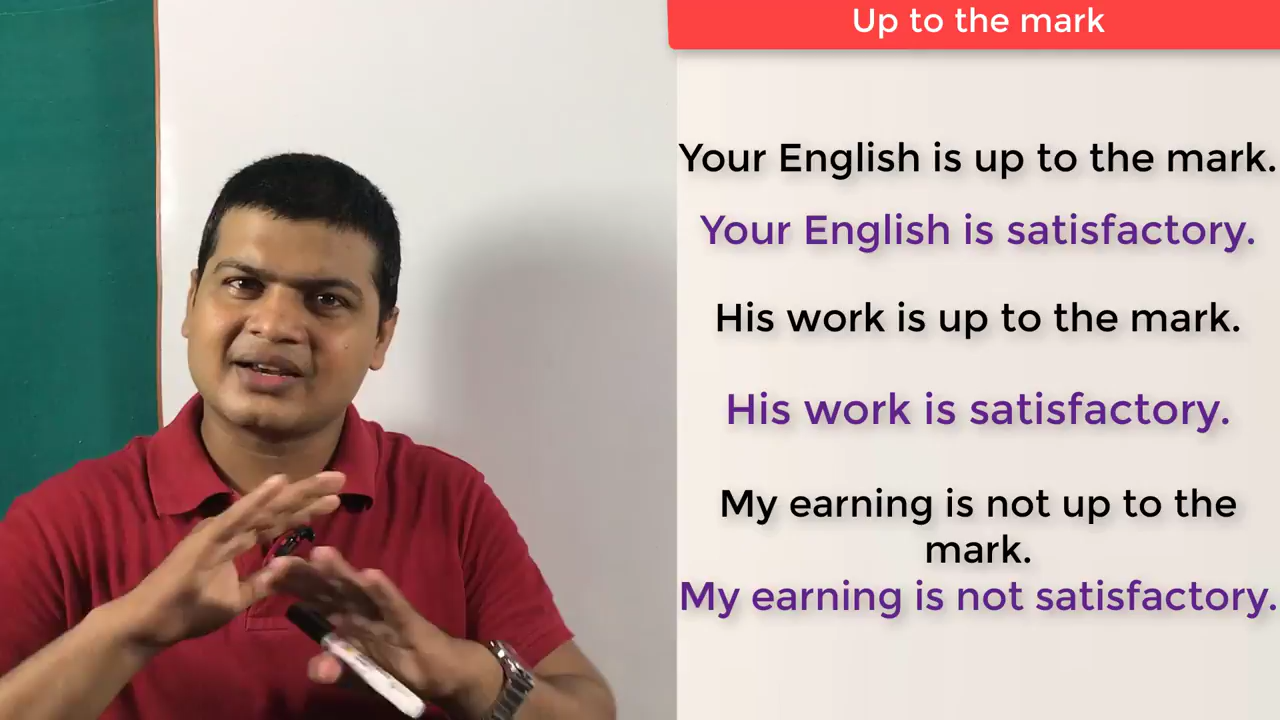 Up to the mark
Your English is up to the mark.
Your English is satisfactory.
His work is up to the mark.
His work is satisfactory.
My earning is not up to the
mark.
My earning is not satisfactory.